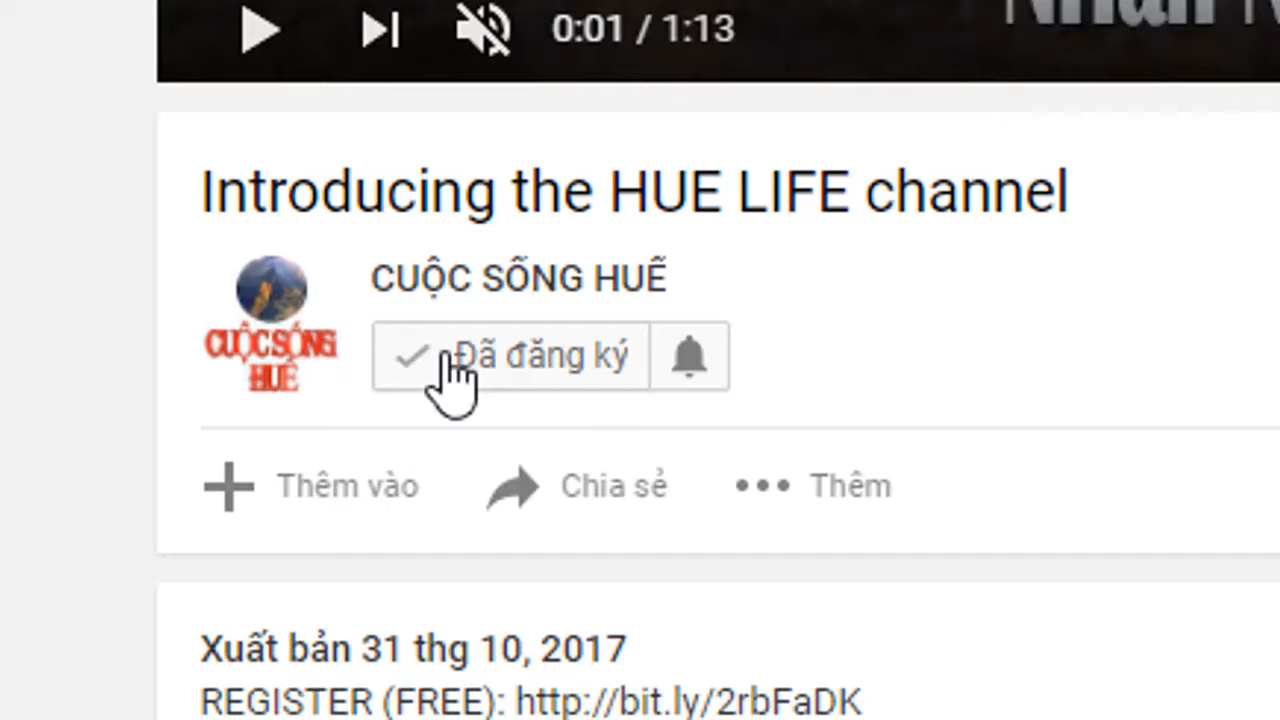 0:01 / 1:13
Introducing the HUE LIFE channel
CUỘC SỐNG HUẾ
CUỘC SỐNG
HUẾ
Đã đăng ký
Thêm vào
Chia sẻ
Thêm
Xuất bản 31 thg 10, 2017
REGISTER (FREE): http://bit.ly/2rbFaDK